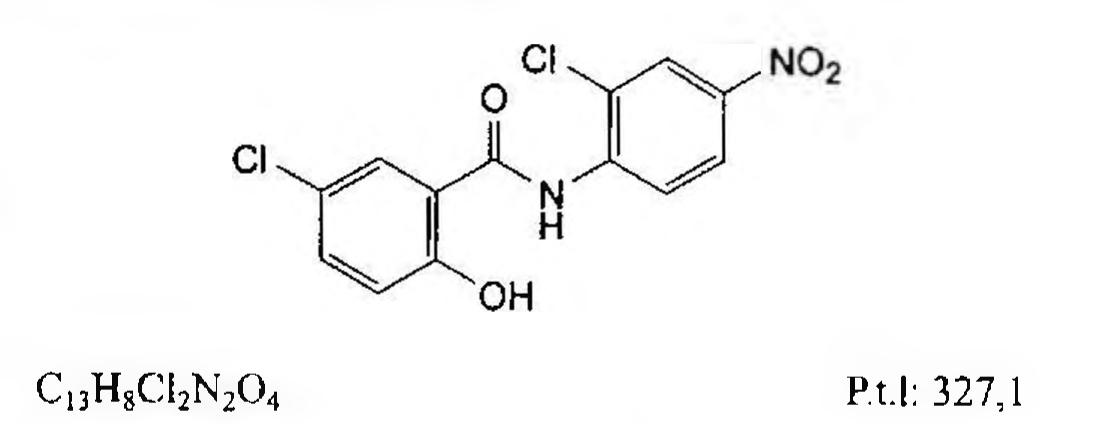 Cl
NO₂
O
Cl
N
H
OH
C₁₃H₈Cl₂N₂O₄ P.t.l: 327,1